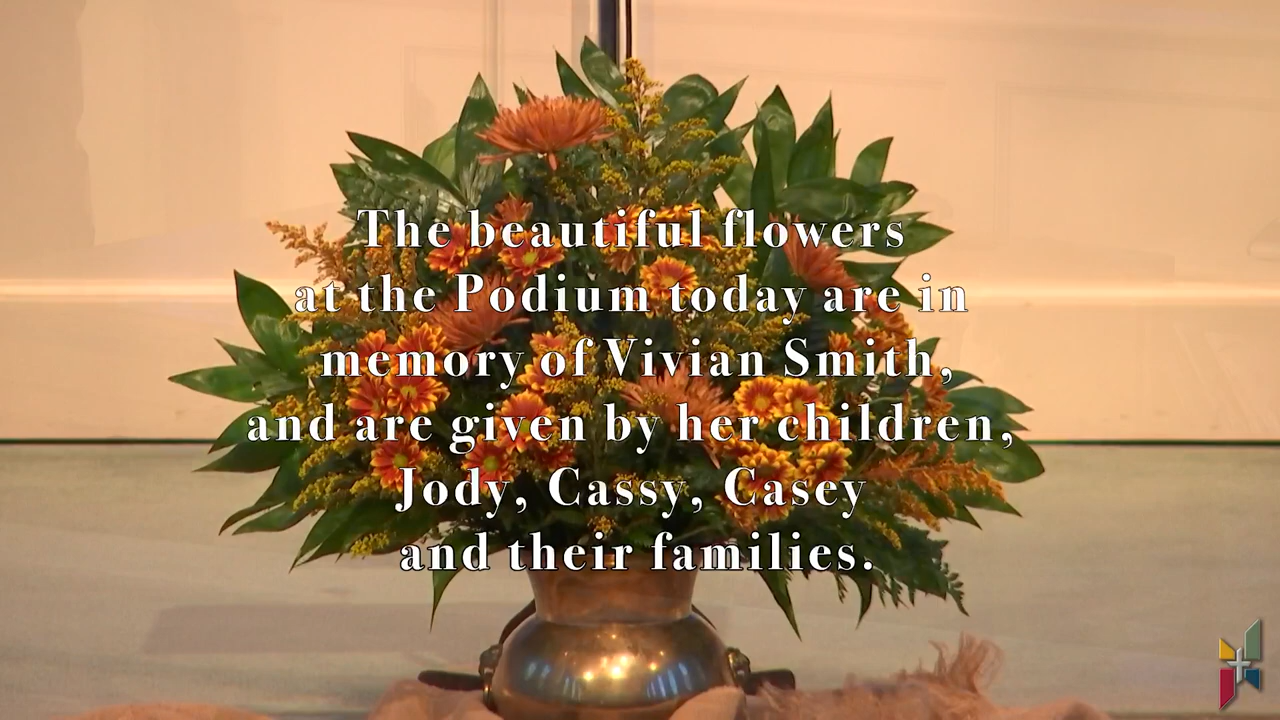 The beautiful flowers
at the Podium today are in
memory of Vivian Smith,
and are given by her children,
Jody, Cassy, Casey
and their families.